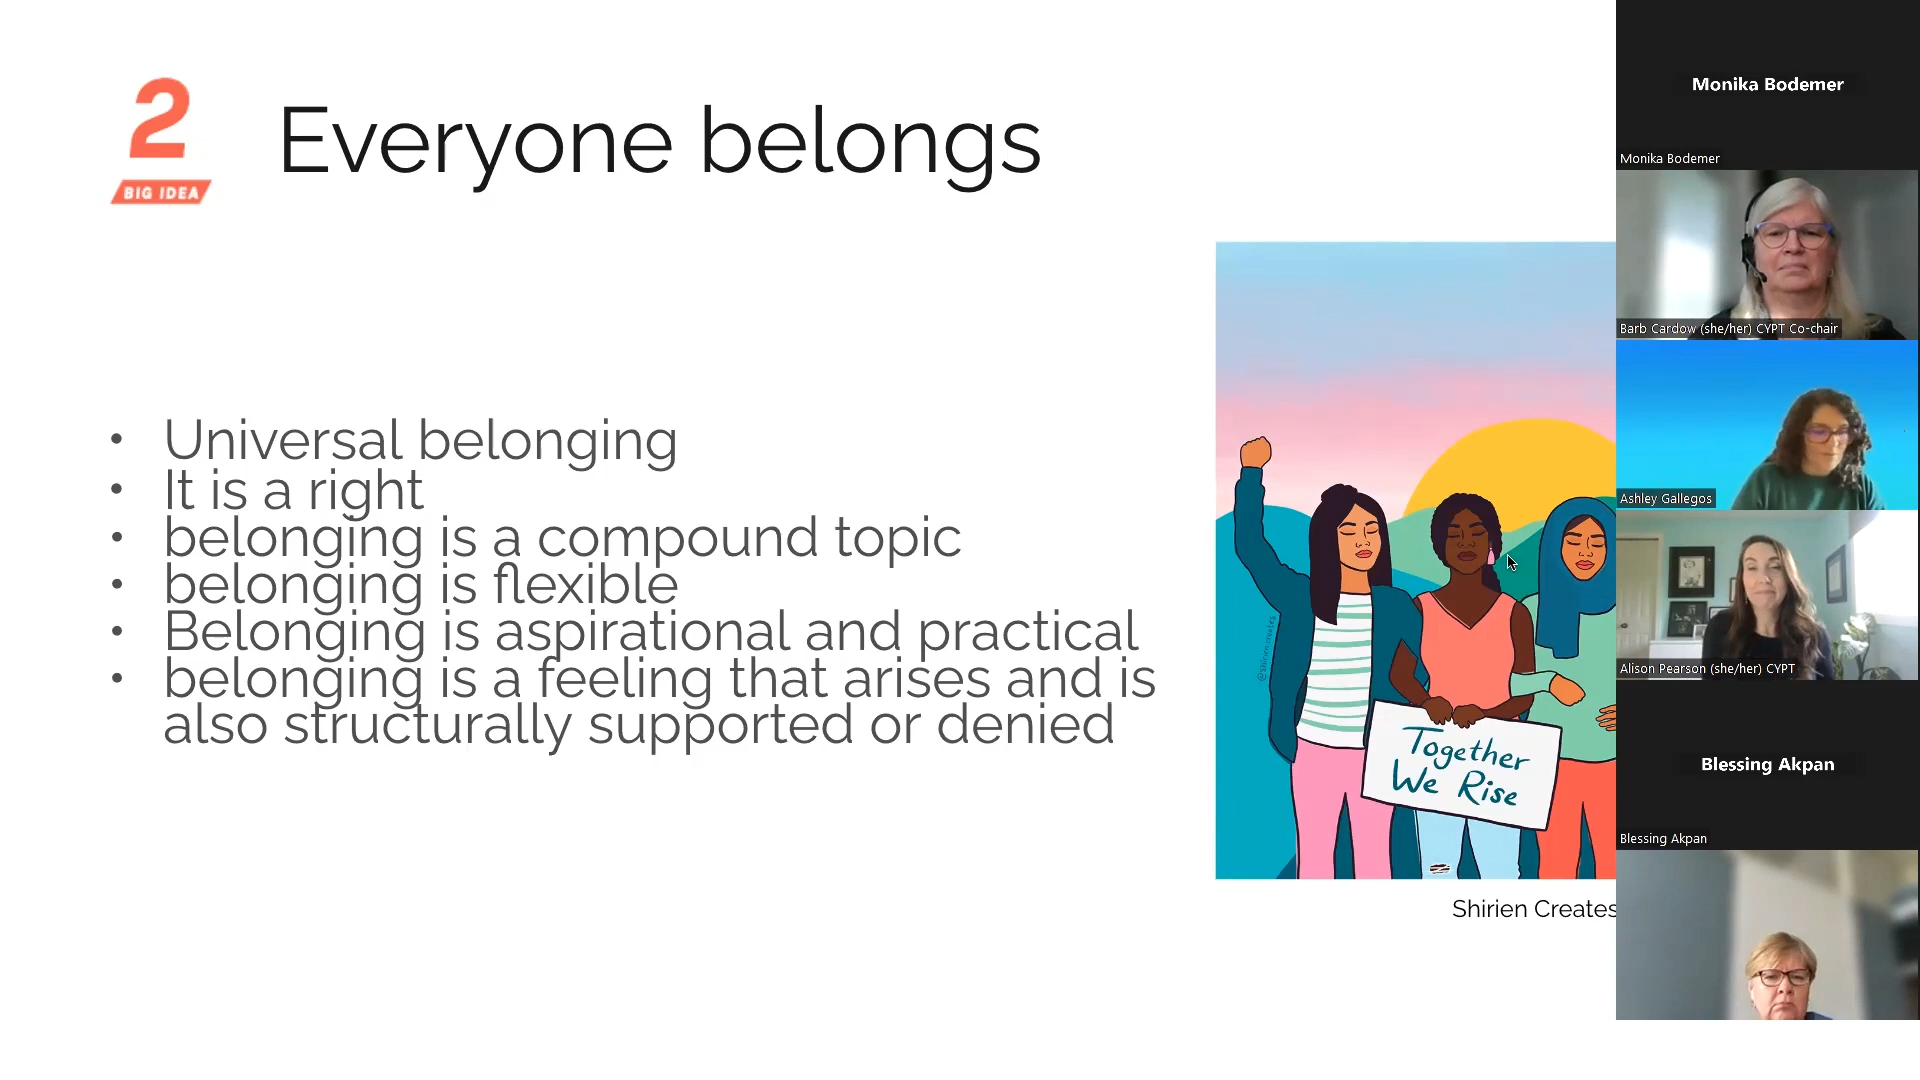 2
BIG IDEA
Everyone belongs
• Universal belonging
• It is a right
• belonging is a compound topic
• belonging is flexible
• Belonging is aspirational and practical
• belonging is a feeling that arises and is
also structurally supported or denied
@shirien.creates
Together
We Rise
Shirien Creates
Monika Bodemer
Monika Bodemer
Barb Cardow (she/her) CYPT Co-chair
Ashley Gallegos
Alison Pearson (she/her) CYPT
Blessing Akpan
Blessing Akpan